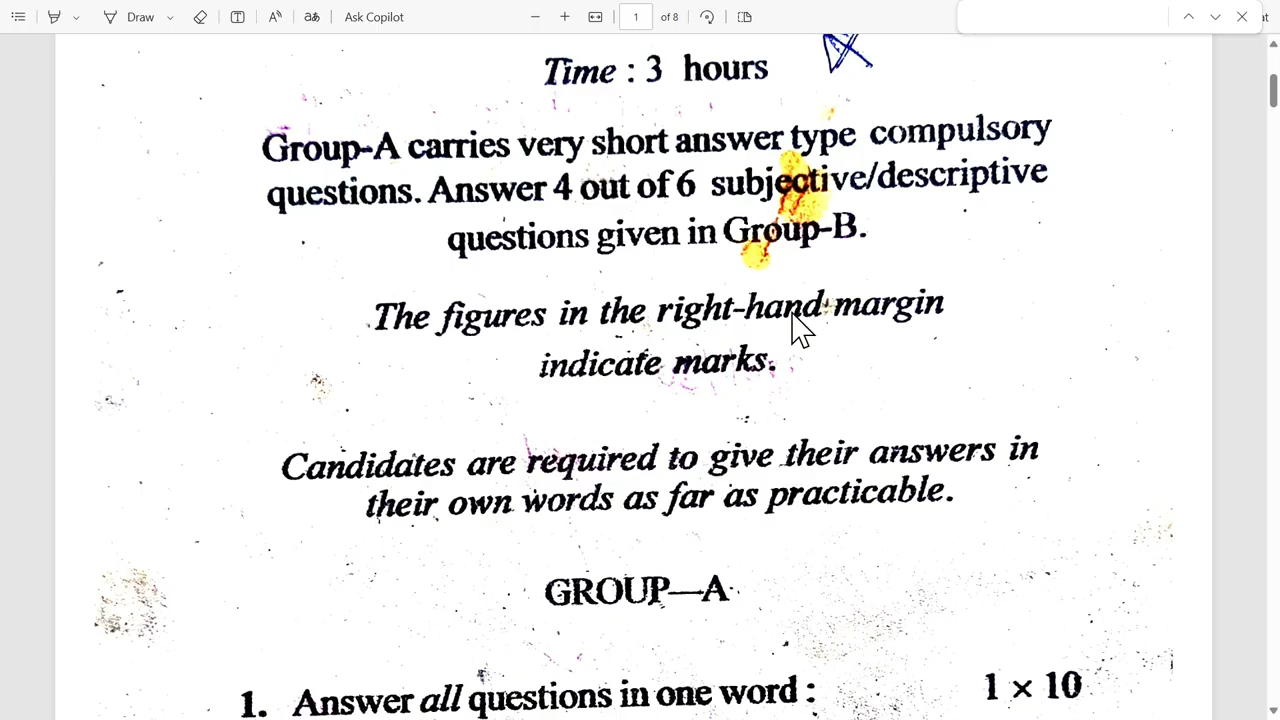 Draw
Ask Copilot
1 of 8
Time : 3 hours
Group-A carries very short answer type compulsory
questions. Answer 4 out of 6 subjective/descriptive
questions given in Group-B.
The figures in the right-hand margin
indicate marks.
Candidates are required to give their answers in
their own words as far as practicable.
GROUP—A
1. Answer all questions in one word : 1 × 10